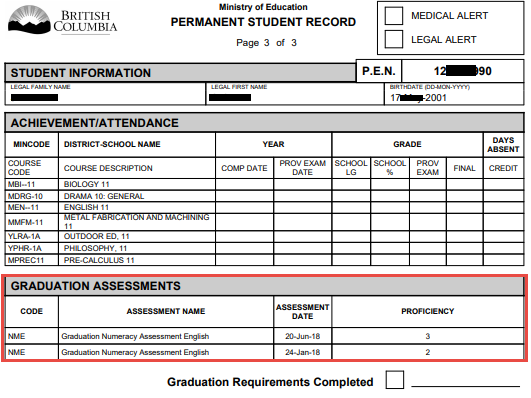 BRITISH
COLUMBIA
Ministry of Education
PERMANENT STUDENT RECORD
Page 3 of 3
MEDICAL ALERT
LEGAL ALERT
STUDENT INFORMATION
P.E.N. 12 090
LEGAL FAMILY NAME LEGAL FIRST NAME BIRTHDATE (DD-MON-YYYY)
17- -2001
ACHIEVEMENT/ATTENDANCE
MINCODE DISTRICT-SCHOOL NAME YEAR GRADE DAYS ABSENT
COURSE CODE COURSE DESCRIPTION COMP DATE PROV EXAM DATE SCHOOL LG SCHOOL % PROV EXAM FINAL CREDIT
MBI--11 BIOLOGY 11
MDRG-10 DRAMA 10: GENERAL
MEN--11 ENGLISH 11
MMFM-11 METAL FABRICATION AND MACHINING 11
YLRA-1A OUTDOOR ED, 11
YPHR-1A PHILOSOPHY, 11
MPREC11 PRE-CALCULUS 11
GRADUATION ASSESSMENTS
CODE ASSESSMENT NAME ASSESSMENT DATE PROFICIENCY
NME Graduation Numeracy Assessment English 20-Jun-18 3
NME Graduation Numeracy Assessment English 24-Jan-18 2
Graduation Requirements Completed